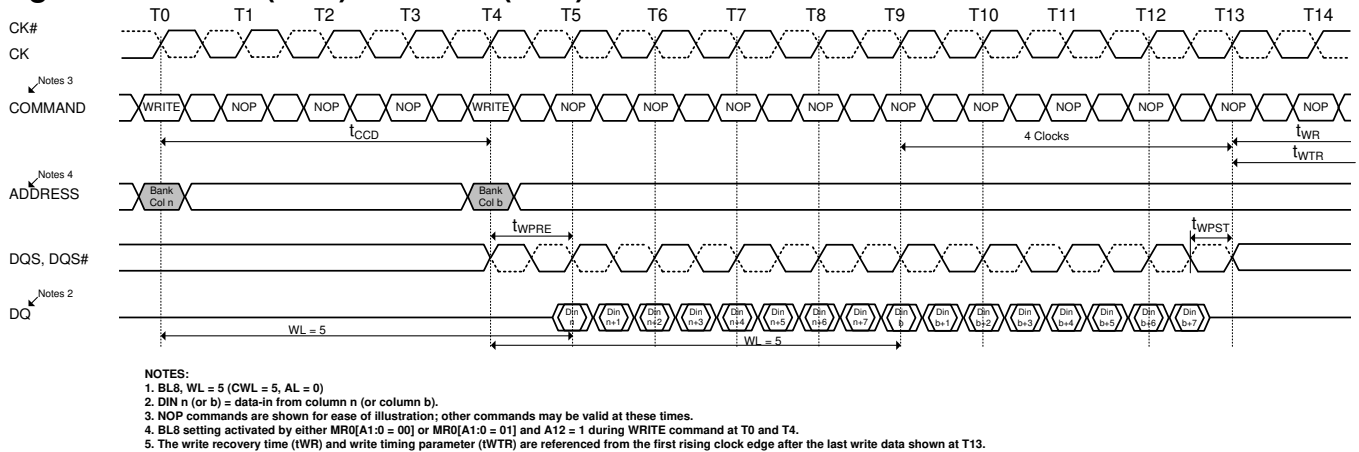 T0 T1 T2 T3 T4 T5 T6 T7 T8 T9 T10 T11 T12 T13 T14
CK#
CK
Notes 3
COMMAND
WRITE NOP NOP NOP WRITE NOP NOP NOP NOP NOP NOP NOP NOP NOP NOP
tCCD
4 Clocks
tWR
tWTR
Notes 4
ADDRESS
Bank Bank
Col n Col b
tWPRE
tWPST
DQS, DQS#
Notes 2
DQ
Din Din Din Din Din Din Din Din Din Din Din Din Din Din Din Din
n n+1 n+2 n+3 n+4 n+5 n+6 n+7 b b+1 b+2 b+3 b+4 b+5 b+6 b+7
WL = 5
WL = 5
NOTES:
1. BL8, WL = 5 (CWL = 5, AL = 0)
2. DIN n (or b) = data-in from column n (or column b).
3. NOP commands are shown for ease of illustration; other commands may be valid at these times.
4. BL8 setting activated by either MR0[A1:0 = 00] or MR0[A1:0 = 01] and A12 = 1 during WRITE command at T0 and T4.
5. The write recovery time (tWR) and write timing parameter (tWTR) are referenced from the first rising clock edge after the last write data shown at T13.